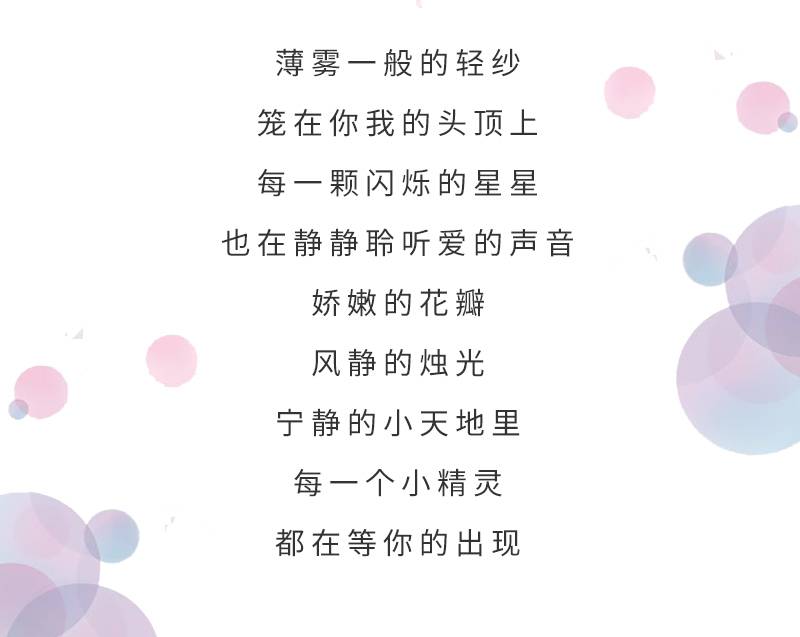 薄雾一般的轻纱
笼在你我的头顶上
每一颗闪烁的星星
也在静静聆听爱的声音
娇嫩的花瓣
风静的烛光
宁静的小天地里
每一个小精灵
都在等你的出现